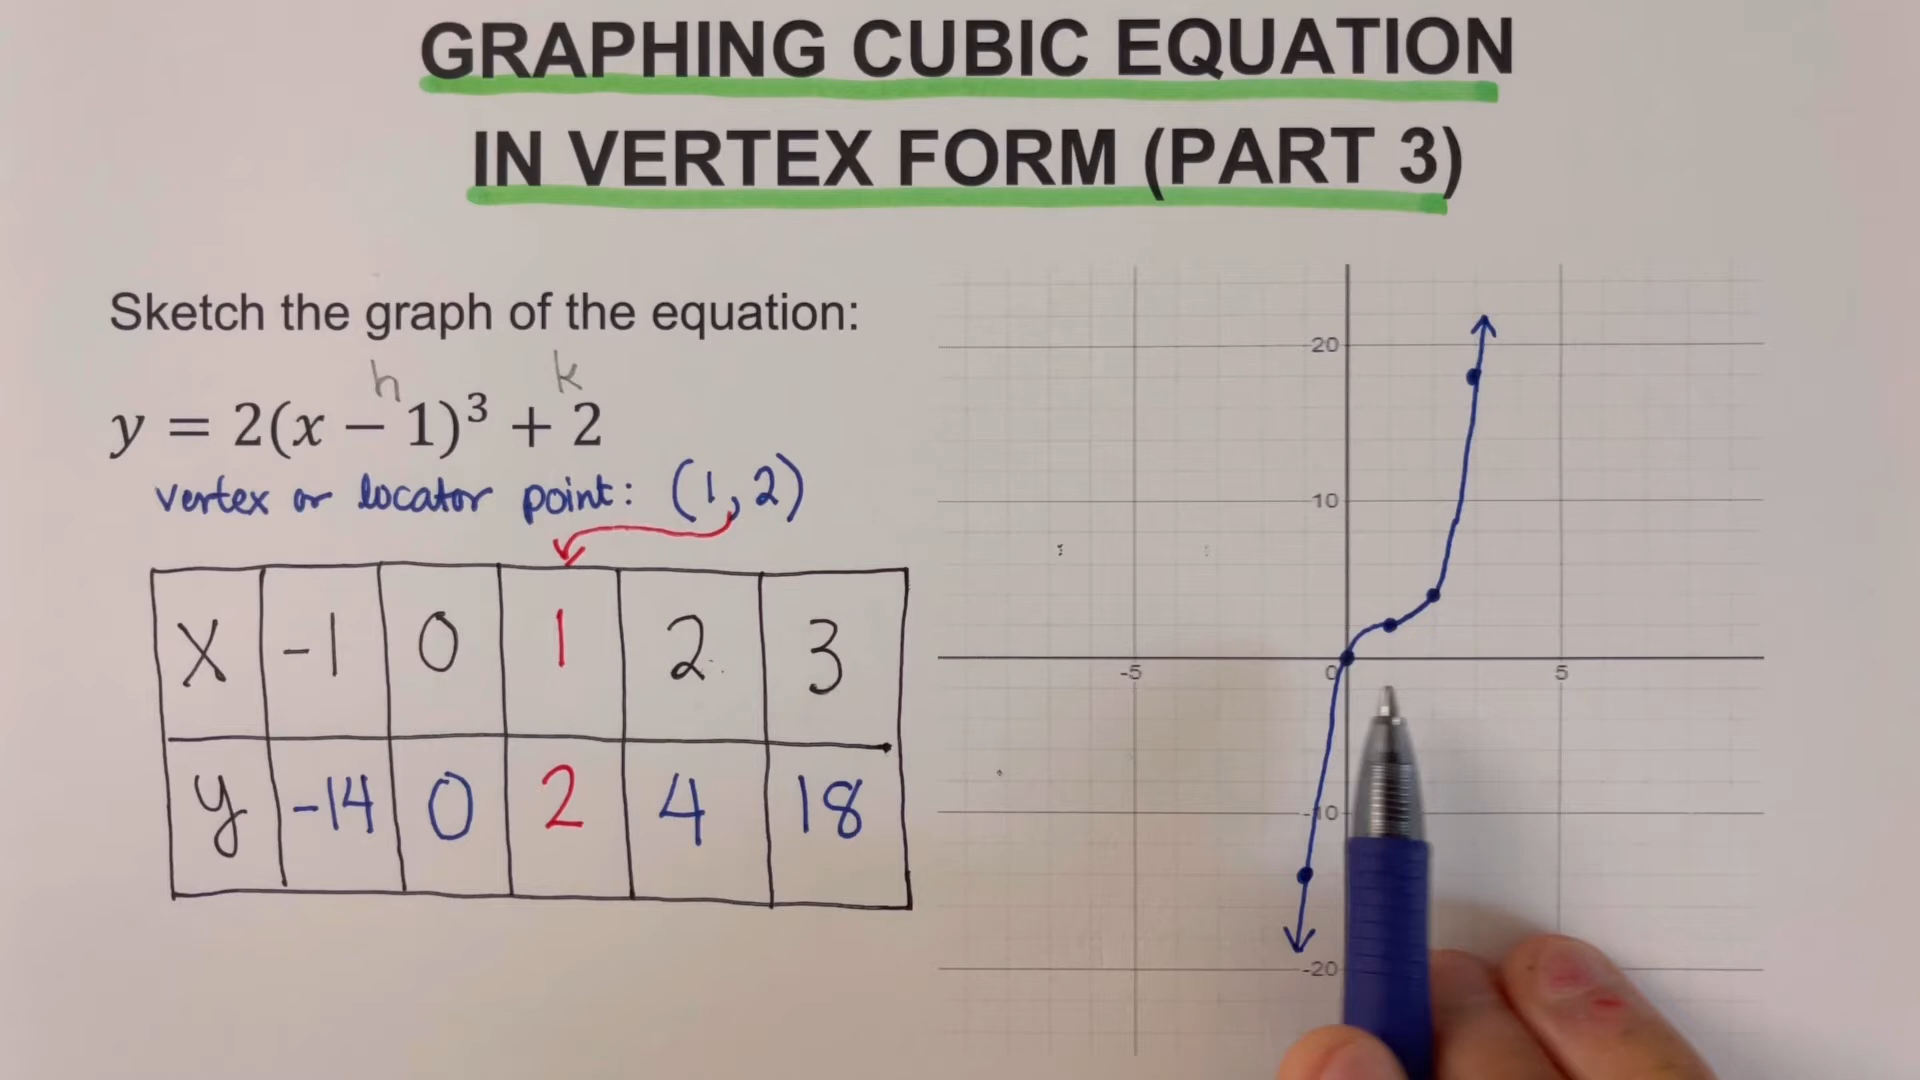 GRAPHING CUBIC EQUATION
IN VERTEX FORM (PART 3)
Sketch the graph of the equation:
h k
y = 2(x − 1)³ + 2
vertex or locator point: (1, 2)
X -1 0 1 2 3
y -14 0 2 4 18
20
10
-5 0 5
-10
-20